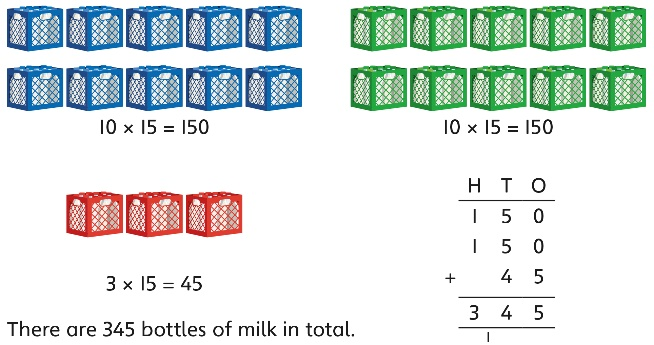 10 × 15 = 150
10 × 15 = 150
3 × 15 = 45
H T O
1 5 0
1 5 0
+ 4 5
3 4 5
1
There are 345 bottles of milk in total.